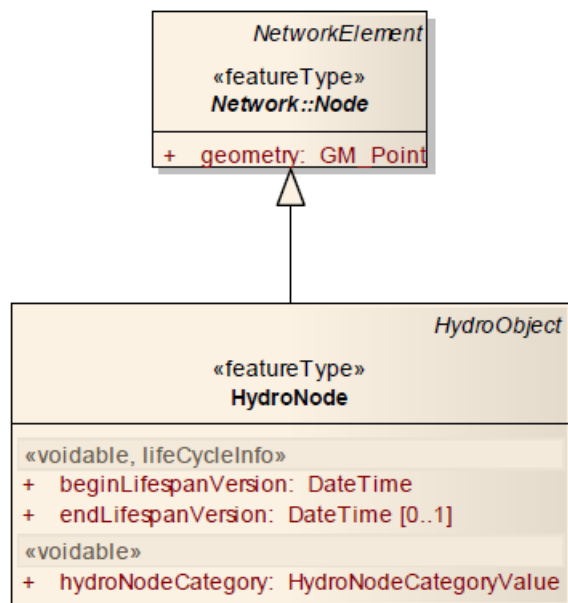 NetworkElement
«featureType»
Network::Node
+ geometry: GM_Point
HydroObject
«featureType»
HydroNode
«voidable, lifeCycleInfo»
+ beginLifespanVersion: DateTime
+ endLifespanVersion: DateTime [0..1]
«voidable»
+ hydroNodeCategory: HydroNodeCategoryValue